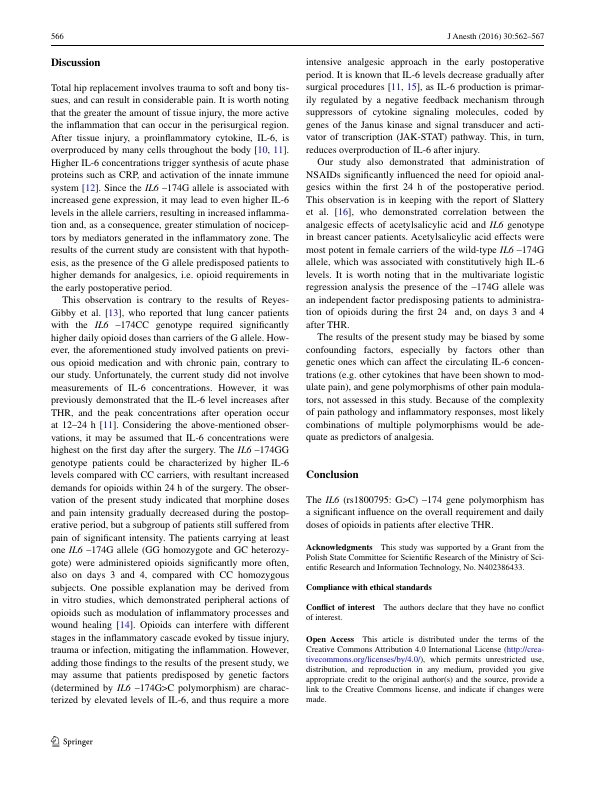 566
J Anesth (2016) 30:562–567
Discussion
Total hip replacement involves trauma to soft and bony tis-
sues, and can result in considerable pain. It is worth noting
that the greater the amount of tissue injury, the more active
the inflammation that can occur in the perisurgical region.
After tissue injury, a proinflammatory cytokine, IL-6, is
overproduced by many cells throughout the body [10, 11].
Higher IL-6 concentrations trigger synthesis of acute phase
proteins such as CRP, and activation of the innate immune
system [12]. Since the IL6 –174G allele is associated with
increased gene expression, it may lead to even higher IL-6
levels in the allele carriers, resulting in increased inflamma-
tion and, as a consequence, greater stimulation of nocicep-
tors by mediators generated in the inflammatory zone. The
results of the current study are consistent with that hypoth-
esis, as the presence of the G allele predisposed patients to
higher demands for analgesics, i.e. opioid requirements in
the early postoperative period.
This observation is contrary to the results of Reyes-
Gibby et al. [13], who reported that lung cancer patients
with the IL6 –174CC genotype required significantly
higher daily opioid doses than carriers of the G allele. How-
ever, the aforementioned study involved patients on previ-
ous opioid medication and with chronic pain, contrary to
our study. Unfortunately, the current study did not involve
measurements of IL-6 concentrations. However, it was
previously demonstrated that the IL-6 level increases after
THR, and the peak concentrations after operation occur
at 12–24 h [11]. Considering the above-mentioned obser-
vations, it may be assumed that IL-6 concentrations were
highest on the first day after the surgery. The IL6 –174GG
genotype patients could be characterized by higher IL-6
levels compared with CC carriers, with resultant increased
demands for opioids within 24 h of the surgery. The obser-
vation of the present study indicated that morphine doses
and pain intensity gradually decreased during the postop-
erative period, but a subgroup of patients still suffered from
pain of significant intensity. The patients carrying at least
one IL6 –174G allele (GG homozygote and GC heterozy-
gote) were administered opioids significantly more often,
also on days 3 and 4, compared with CC homozygous
subjects. One possible explanation may be derived from
in vitro studies, which demonstrated peripheral actions of
opioids such as modulation of inflammatory processes and
wound healing [14]. Opioids can interfere with different
stages in the inflammatory cascade evoked by tissue injury,
trauma or infection, mitigating the inflammation. However,
adding those findings to the results of the present study, we
may assume that patients predisposed by genetic factors
(determined by IL6 –174G>C polymorphism) are charac-
terized by elevated levels of IL-6, and thus require a more
intensive analgesic approach in the early postoperative
period. It is known that IL-6 levels decrease gradually after
surgical procedures [11, 15], as IL-6 production is primar-
ily regulated by a negative feedback mechanism through
suppressors of cytokine signaling molecules, coded by
genes of the Janus kinase and signal transducer and acti-
vator of transcription (JAK-STAT) pathway. This, in turn,
reduces overproduction of IL-6 after injury.
Our study also demonstrated that administration of
NSAIDs significantly influenced the need for opioid anal-
gesics within the first 24 h of the postoperative period.
This observation is in keeping with the report of Slattery
et al. [16], who demonstrated correlation between the
analgesic effects of acetylsalicylic acid and IL6 genotype
in breast cancer patients. Acetylsalicylic acid effects were
most potent in female carriers of the wild-type IL6 –174G
allele, which was associated with constitutively high IL-6
levels. It is worth noting that in the multivariate logistic
regression analysis the presence of the –174G allele was
an independent factor predisposing patients to administra-
tion of opioids during the first 24 and, on days 3 and 4
after THR.
The results of the present study may be biased by some
confounding factors, especially by factors other than
genetic ones which can affect the circulating IL-6 concen-
trations (e.g. other cytokines that have been shown to mod-
ulate pain), and gene polymorphisms of other pain modula-
tors, not assessed in this study. Because of the complexity
of pain pathology and inflammatory responses, most likely
combinations of multiple polymorphisms would be ade-
quate as predictors of analgesia.
Conclusion
The IL6 (rs1800795: G>C) –174 gene polymorphism has
a significant influence on the overall requirement and daily
doses of opioids in patients after elective THR.
Acknowledgments This study was supported by a Grant from the
Polish State Committee for Scientific Research of the Ministry of Sci-
entific Research and Information Technology, No. N402386433.
Compliance with ethical standards
Conflict of interest The authors declare that they have no conflict
of interest.
Open Access This article is distributed under the terms of the
Creative Commons Attribution 4.0 International License (http://crea-
tivecommons.org/licenses/by/4.0/), which permits unrestricted use,
distribution, and reproduction in any medium, provided you give
appropriate credit to the original author(s) and the source, provide a
link to the Creative Commons license, and indicate if changes were
made.
Springer